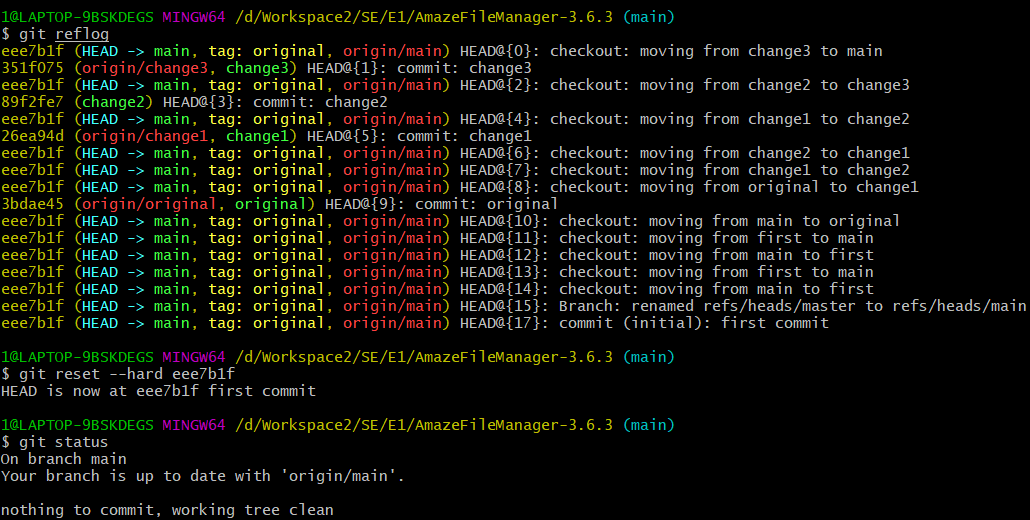 1@LAPTOP-9BSKDEGS MINGW64 /d/Workspace2/SE/E1/AmazeFileManager-3.6.3 (main)
$ git reflog
eee7b1f (HEAD -> main, tag: original, origin/main) HEAD@{0}: checkout: moving from change3 to main
351f075 (origin/change3, change3) HEAD@{1}: commit: change3
eee7b1f (HEAD -> main, tag: original, origin/main) HEAD@{2}: checkout: moving from change2 to change3
89f2fe7 (change2) HEAD@{3}: commit: change2
eee7b1f (HEAD -> main, tag: original, origin/main) HEAD@{4}: checkout: moving from change1 to change2
26ea94d (origin/change1, change1) HEAD@{5}: commit: change1
eee7b1f (HEAD -> main, tag: original, origin/main) HEAD@{6}: checkout: moving from change2 to change1
eee7b1f (HEAD -> main, tag: original, origin/main) HEAD@{7}: checkout: moving from change1 to change2
eee7b1f (HEAD -> main, tag: original, origin/main) HEAD@{8}: checkout: moving from original to change1
3bdae45 (origin/original, original) HEAD@{9}: commit: original
eee7b1f (HEAD -> main, tag: original, origin/main) HEAD@{10}: checkout: moving from main to original
eee7b1f (HEAD -> main, tag: original, origin/main) HEAD@{11}: checkout: moving from first to main
eee7b1f (HEAD -> main, tag: original, origin/main) HEAD@{12}: checkout: moving from main to first
eee7b1f (HEAD -> main, tag: original, origin/main) HEAD@{13}: checkout: moving from first to main
eee7b1f (HEAD -> main, tag: original, origin/main) HEAD@{14}: checkout: moving from main to first
eee7b1f (HEAD -> main, tag: original, origin/main) HEAD@{15}: Branch: renamed refs/heads/master to refs/heads/main
eee7b1f (HEAD -> main, tag: original, origin/main) HEAD@{17}: commit (initial): first commit
1@LAPTOP-9BSKDEGS MINGW64 /d/Workspace2/SE/E1/AmazeFileManager-3.6.3 (main)
$ git reset --hard eee7b1f
HEAD is now at eee7b1f first commit
1@LAPTOP-9BSKDEGS MINGW64 /d/Workspace2/SE/E1/AmazeFileManager-3.6.3 (main)
$ git status
On branch main
Your branch is up to date with 'origin/main'.
nothing to commit, working tree clean